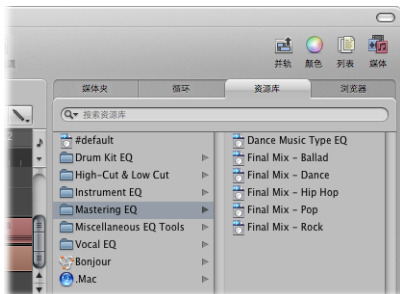 并轨 颜色 列表 媒体
媒体夹 循环 资源库 浏览器
搜索资源库
2
#default
Drum Kit EQ
High-Cut & Low Cut
Instrument EQ
Mastering EQ
Miscellaneous EQ Tools
Vocal EQ
Bonjour
.Mac
Dance Music Type EQ
Final Mix – Ballad
Final Mix – Dance
Final Mix – Hip Hop
Final Mix – Pop
Final Mix – Rock